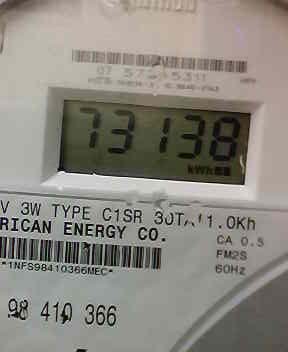 73138
kWh
V 3W TYPE C1SR 30TA 1.0Kh
RICAN ENERGY CO.
CA 0.5
FM2S
60Hz
*1NFS98410366MEC*
98 410 366